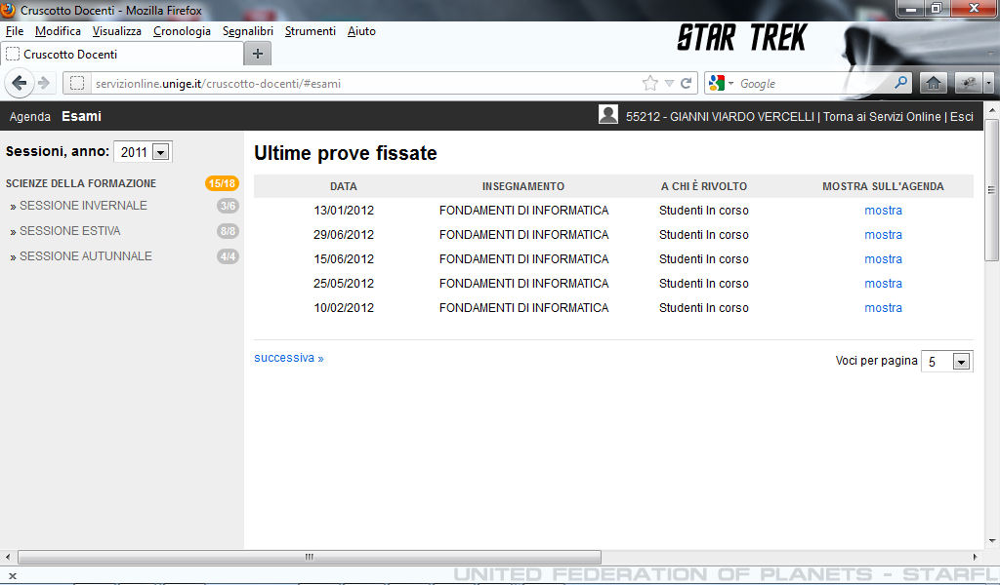 Cruscotto Docenti - Mozilla Firefox
File Modifica Visualizza Cronologia Segnalibri Strumenti Aiuto
STAR TREK
Cruscotto Docenti
servizionline.unige.it/cruscotto-docenti/#esami
Google
Agenda Esami 55212 - GIANNI VIARDO VERCELLI | Torna ai Servizi Online | Esci
Sessioni, anno: 2011
SCIENZE DELLA FORMAZIONE 15/18
» SESSIONE INVERNALE 3/6
» SESSIONE ESTIVA 8/8
» SESSIONE AUTUNNALE 4/4
Ultime prove fissate
DATA INSEGNAMENTO A CHI È RIVOLTO MOSTRA SULL'AGENDA
13/01/2012 FONDAMENTI DI INFORMATICA Studenti In corso mostra
29/06/2012 FONDAMENTI DI INFORMATICA Studenti In corso mostra
15/06/2012 FONDAMENTI DI INFORMATICA Studenti In corso mostra
25/05/2012 FONDAMENTI DI INFORMATICA Studenti In corso mostra
10/02/2012 FONDAMENTI DI INFORMATICA Studenti In corso mostra
successiva » Voci per pagina 5
UNITED FEDERATION OF PLANETS - STARFL